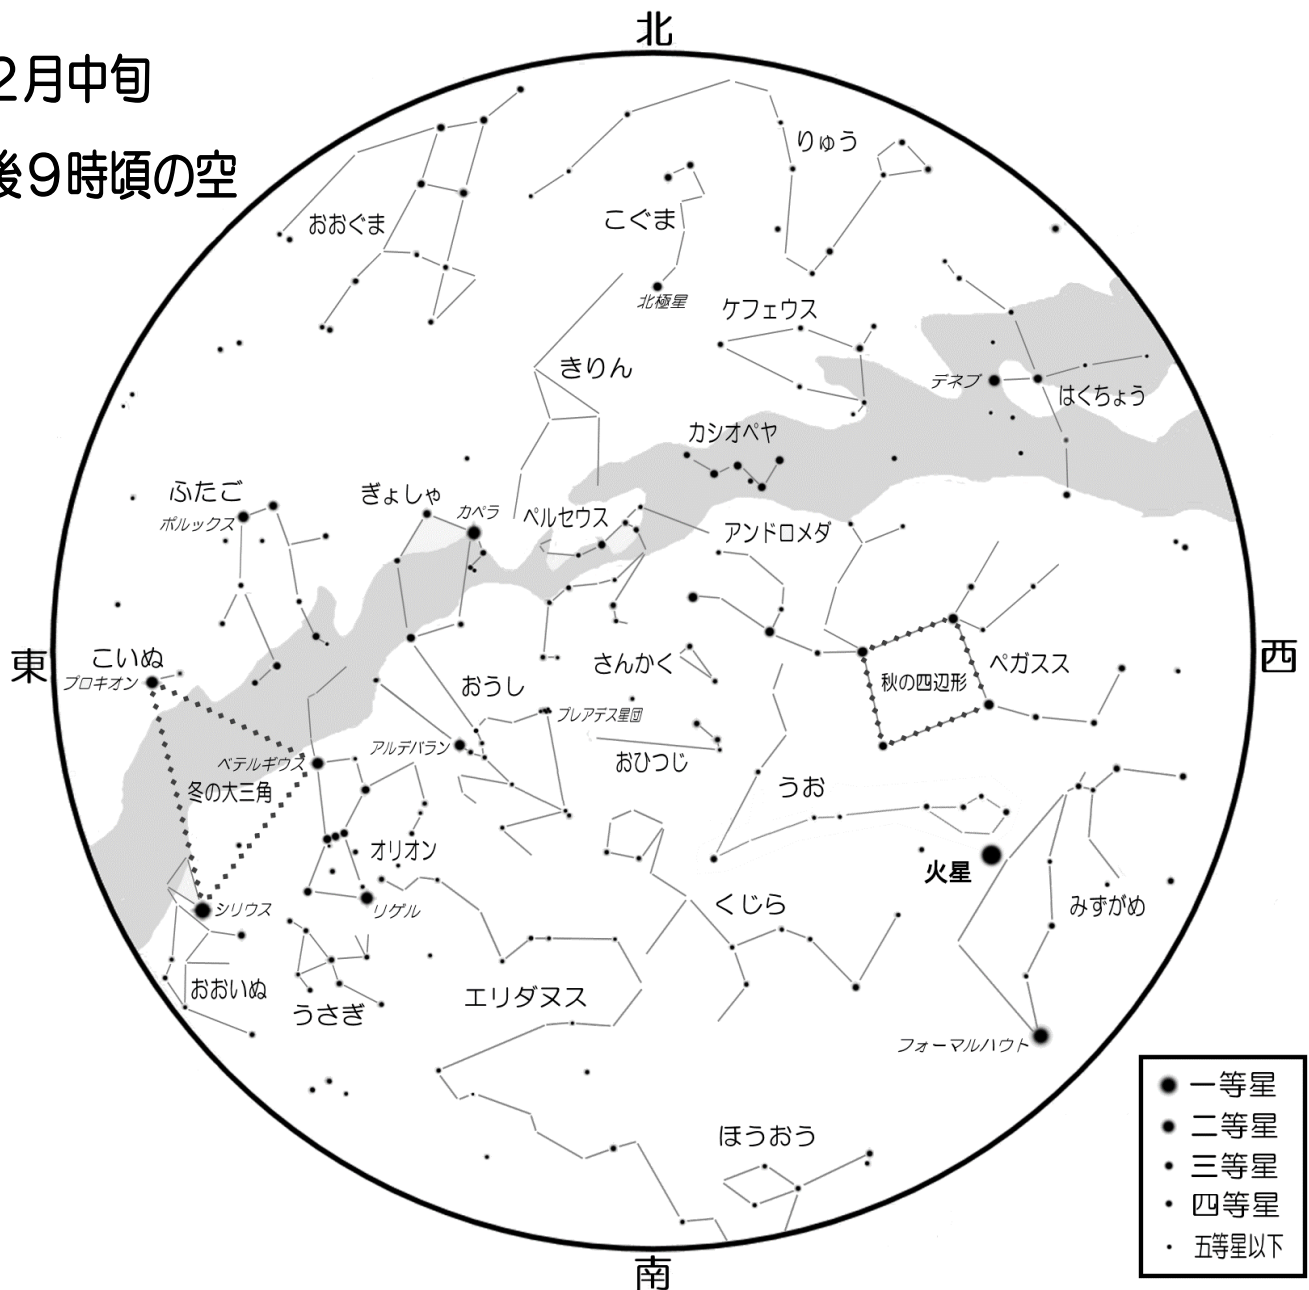 北
2月中旬
後9時頃の空
りゅう
おおぐま
こぐま
北極星
ケフェウス
きりん
デネブ
はくちょう
カシオペヤ
ふたご
ポルックス
ぎょしゃ
カペラ
ペルセウス
アンドロメダ
東
こいぬ
プロキオン
さんかく
秋の四辺形
ペガスス
西
おうし
プレアデス星団
アルデバラン
おひつじ
ベテルギウス
冬の大三角
うお
オリオン
火星
シリウス
リゲル
くじら
みずがめ
おおいぬ
うさぎ
エリダヌス
フォーマルハウト
ほうおう
一等星
二等星
三等星
四等星
五等星以下
南